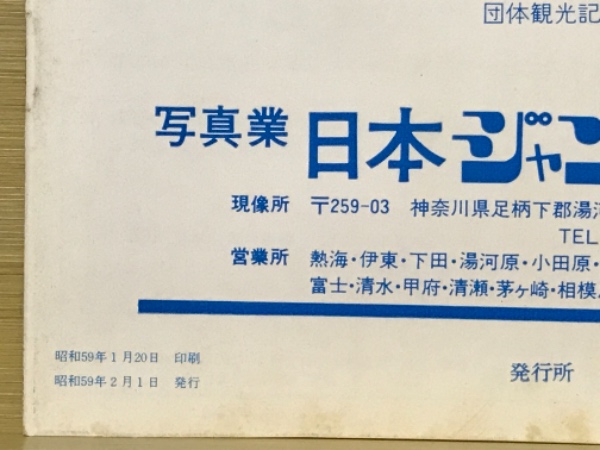 団体観光記
写真業 日本ジャン
現像所 〒259-03 神奈川県足柄下郡湯河
TEL
営業所 熱海・伊東・下田・湯河原・小田原・
富士・清水・甲府・清瀬・茅ヶ崎・相模
昭和59年1月20日 印刷
昭和59年2月1日 発行
発行所